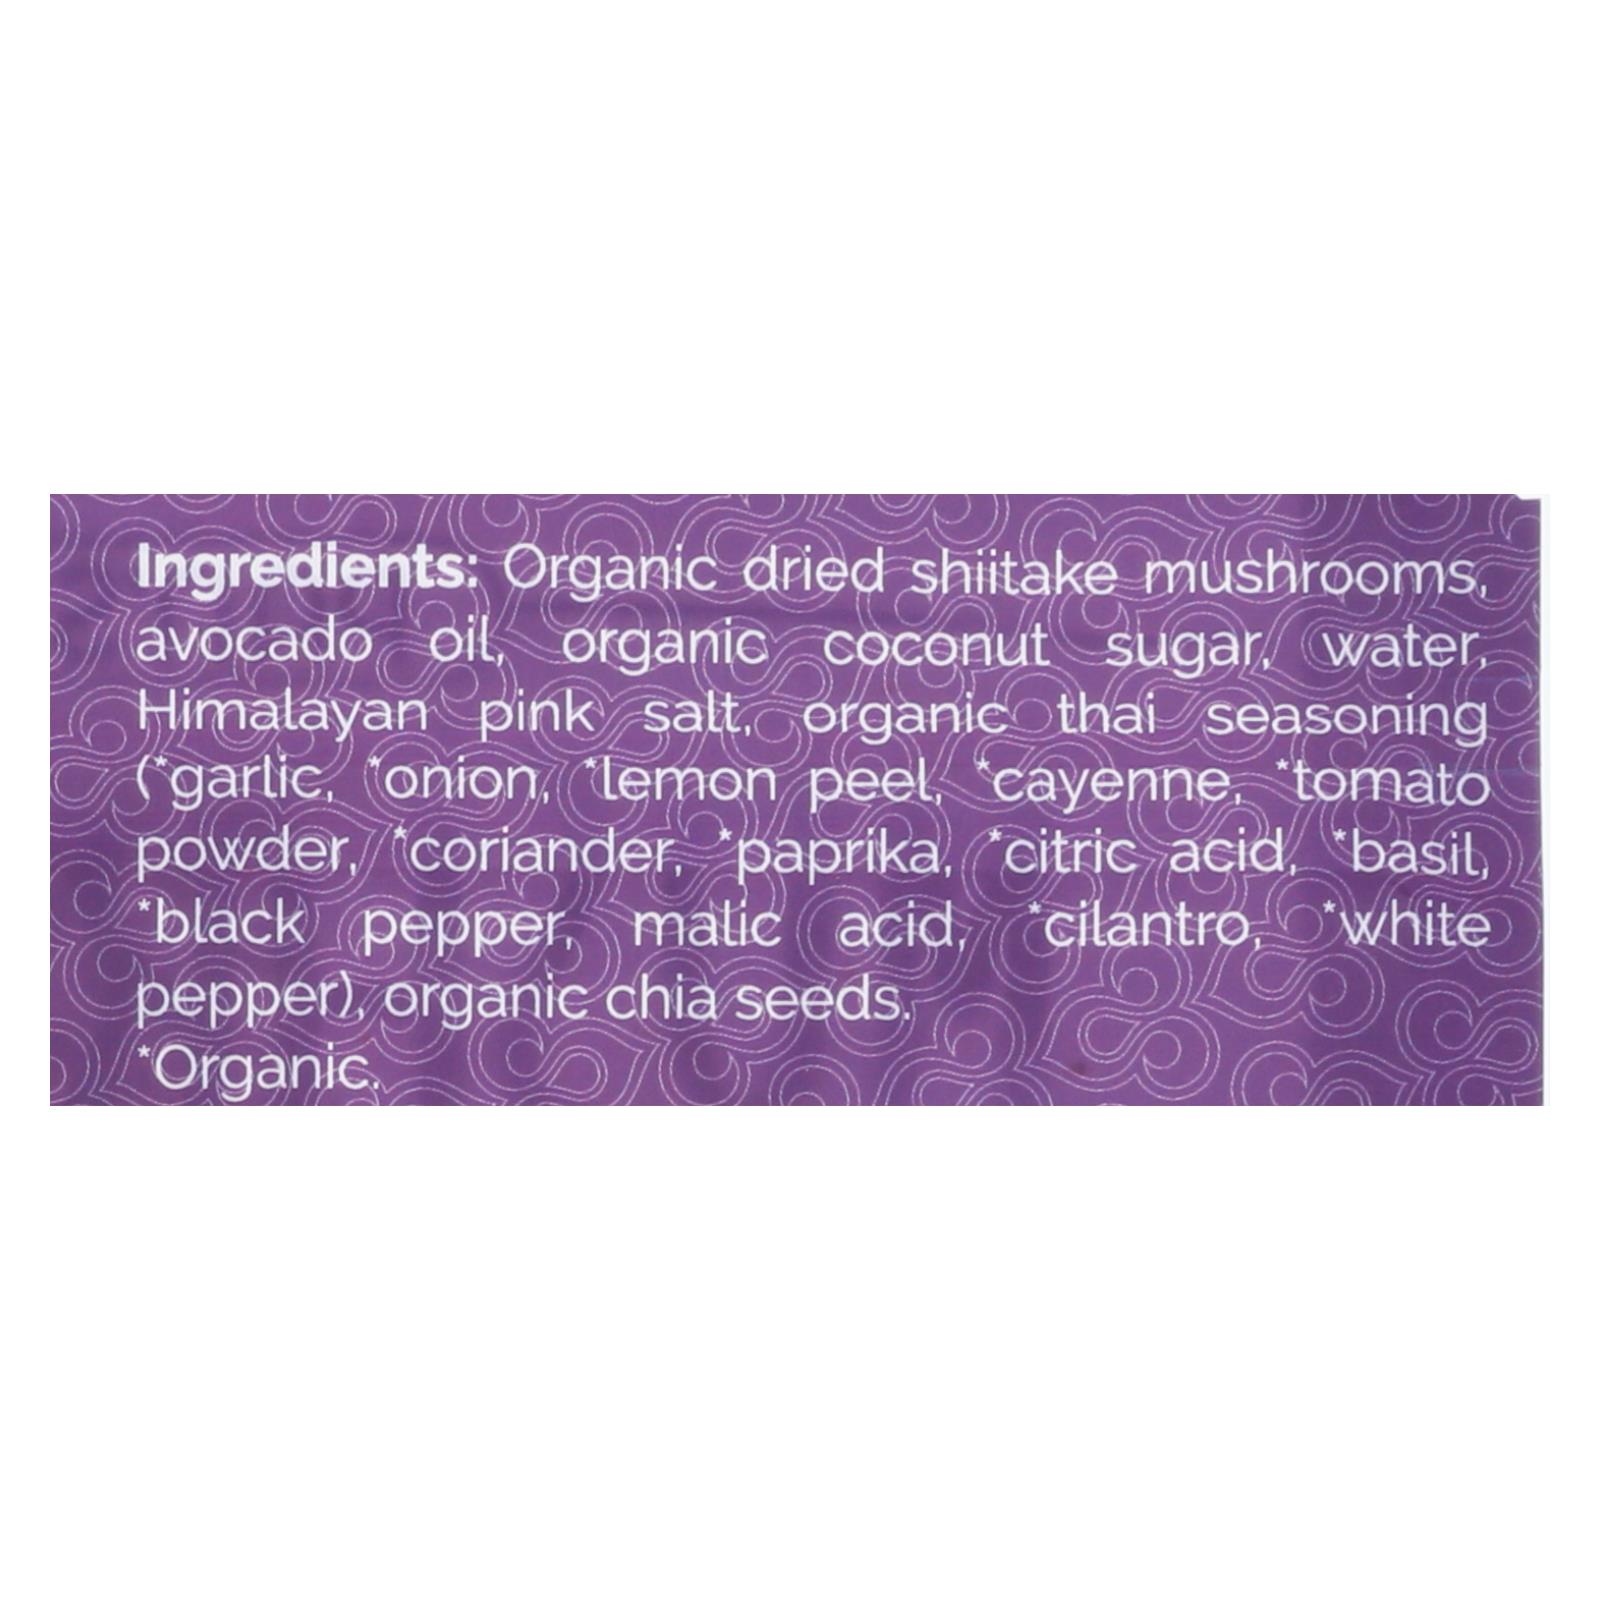 Ingredients: Organic dried shiitake mushrooms,
avocado oil, organic coconut sugar, water,
Himalayan pink salt, organic thai seasoning
(*garlic, *onion, *lemon peel, *cayenne, *tomato
powder, *coriander, *paprika, *citric acid, *basil,
*black pepper, malic acid, *cilantro, *white
pepper), organic chia seeds.
*Organic.